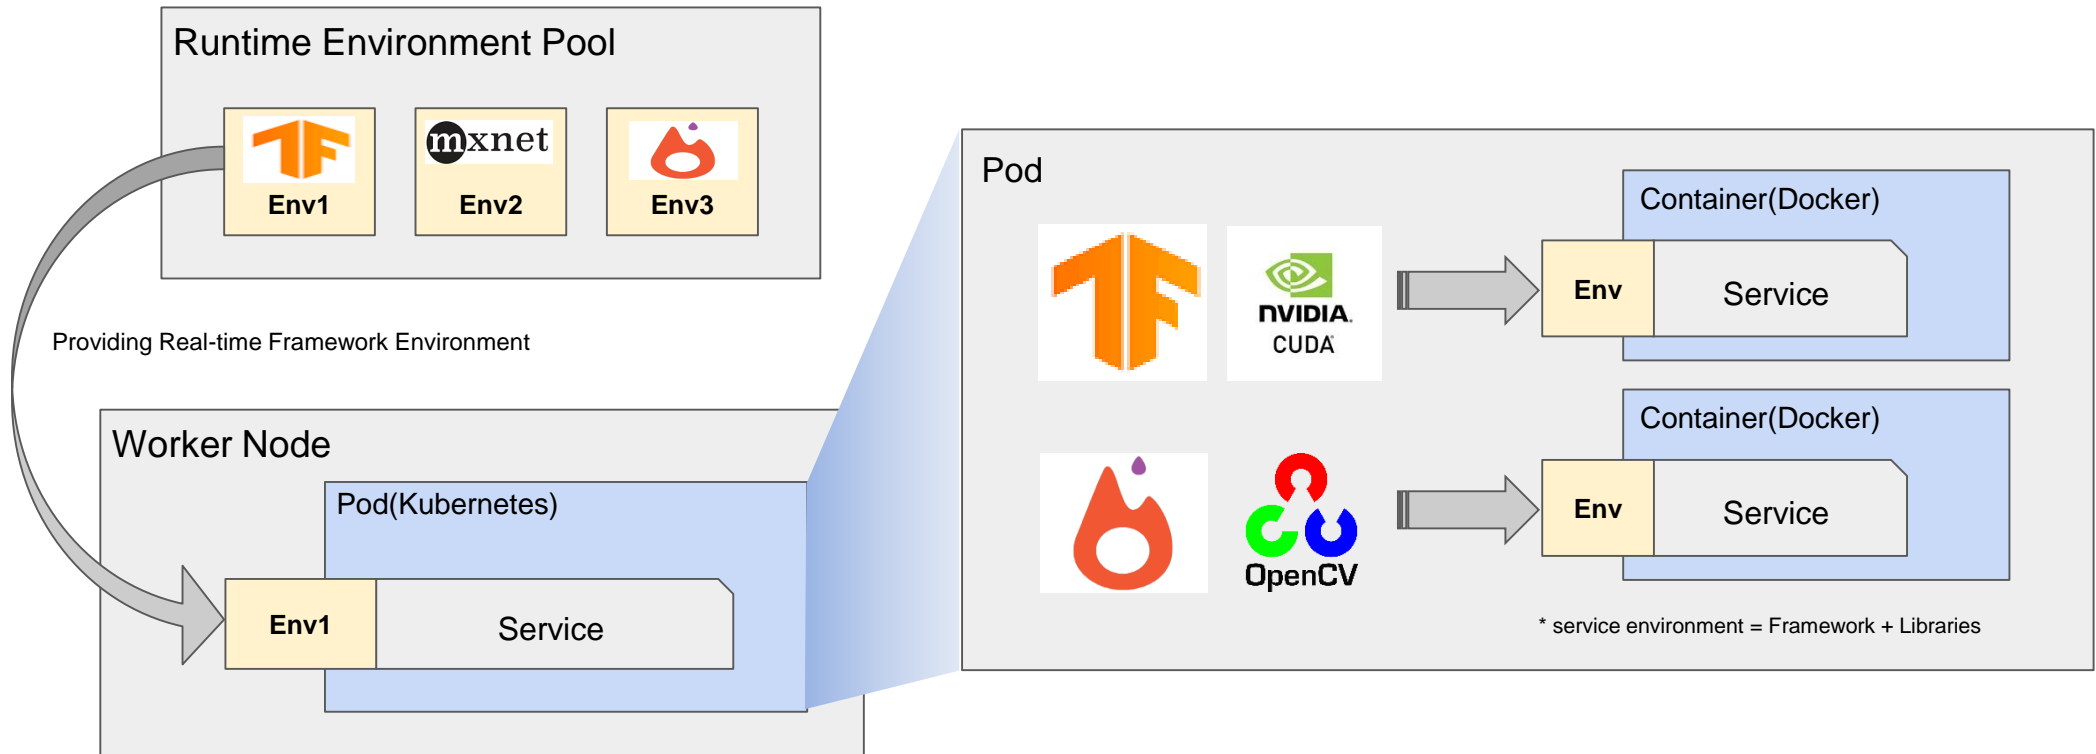 Runtime Environment Pool
mxnet
Env1
Env2
Env3
Providing Real-time Framework Environment
Worker Node
Pod(Kubernetes)
Env1
Service
Pod
Container(Docker)
NVIDIA.
CUDA
Env
Service
Container(Docker)
OpenCV
Env
Service
* service environment = Framework + Libraries